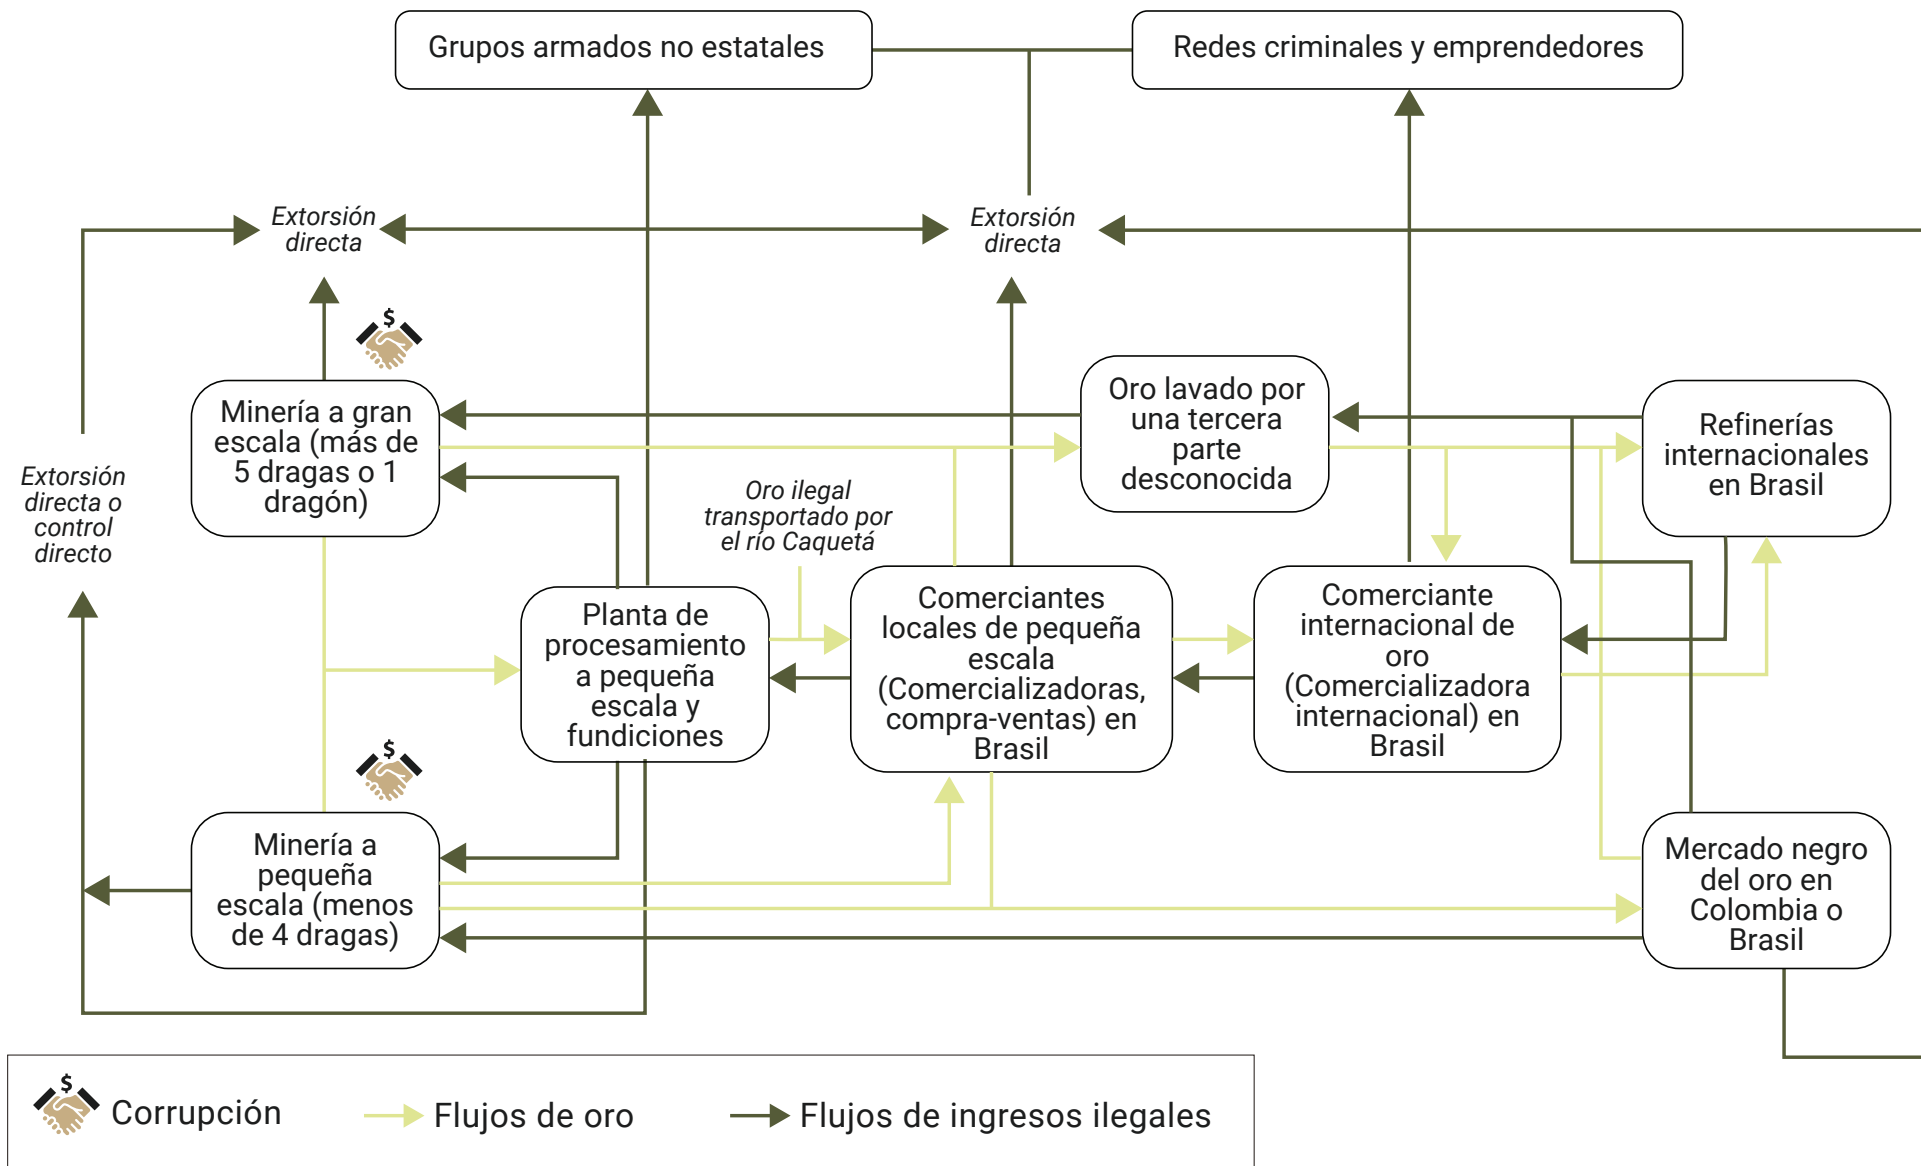 Grupos armados no estatales
Redes criminales y emprendedores
Extorsión
directa
Extorsión
directa
$
Minería a gran
escala (más de
5 dragas o 1
dragón)
Oro lavado por
una tercera
parte
desconocida
Refinerías
internacionales
en Brasil
Extorsión
directa o
control
directo
Oro ilegal
transportado por
el río Caquetá
Planta de
procesamiento
a pequeña
escala y
fundiciones
Comerciantes
locales de pequeña
escala
(Comercializadoras,
compra-ventas) en
Brasil
Comerciante
internacional de
oro
(Comercializadora
internacional) en
Brasil
$
Minería a
pequeña
escala (menos
de 4 dragas)
Mercado negro
del oro en
Colombia o
Brasil
$
Corrupción
Flujos de oro
Flujos de ingresos ilegales